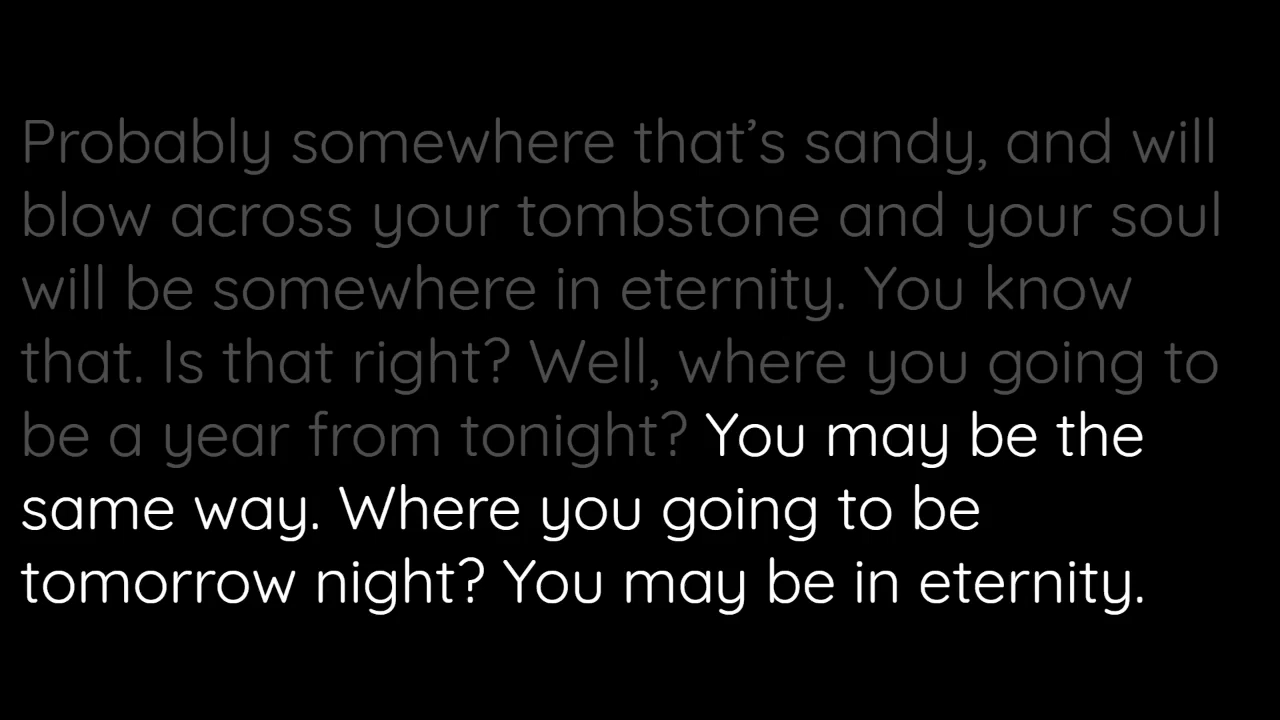 Probably somewhere that’s sandy, and will
blow across your tombstone and your soul
will be somewhere in eternity. You know
that. Is that right? Well, where you going to
be a year from tonight? You may be the
same way. Where you going to be
tomorrow night? You may be in eternity.